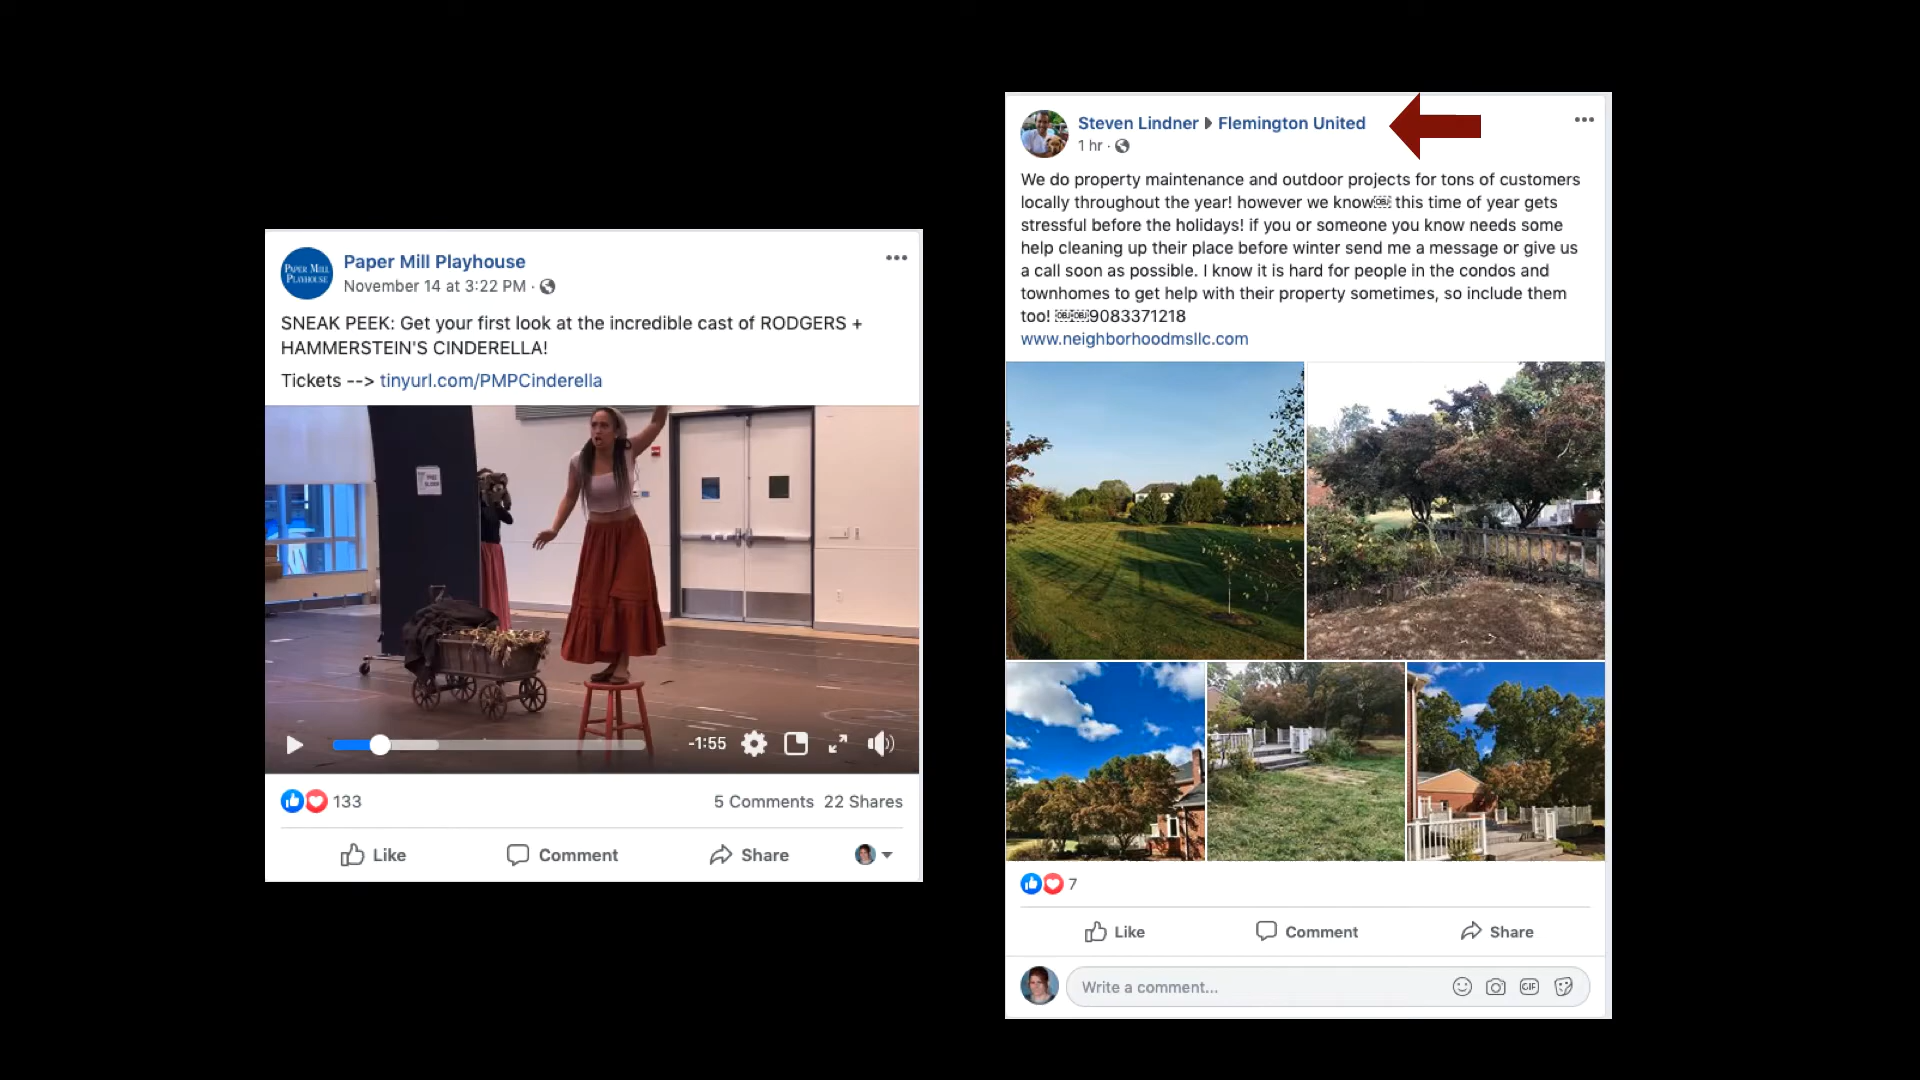 PAPER MILL
PLAYHOUSE
Paper Mill Playhouse
November 14 at 3:22 PM ·
SNEAK PEEK: Get your first look at the incredible cast of RODGERS +
HAMMERSTEIN'S CINDERELLA!
Tickets --> tinyurl.com/PMPCinderella
-1:55
133
5 Comments 22 Shares
Like Comment Share
Steven Lindner Flemington United
1 hr ·
We do property maintenance and outdoor projects for tons of customers
locally throughout the year! however we know￼ this time of year gets
stressful before the holidays! if you or someone you know needs some
help cleaning up their place before winter send me a message or give us
a call soon as possible. I know it is hard for people in the condos and
townhomes to get help with their property sometimes, so include them
too! ￼￼9083371218
www.neighborhoodmsllc.com
7
Like Comment Share
Write a comment...
GIF